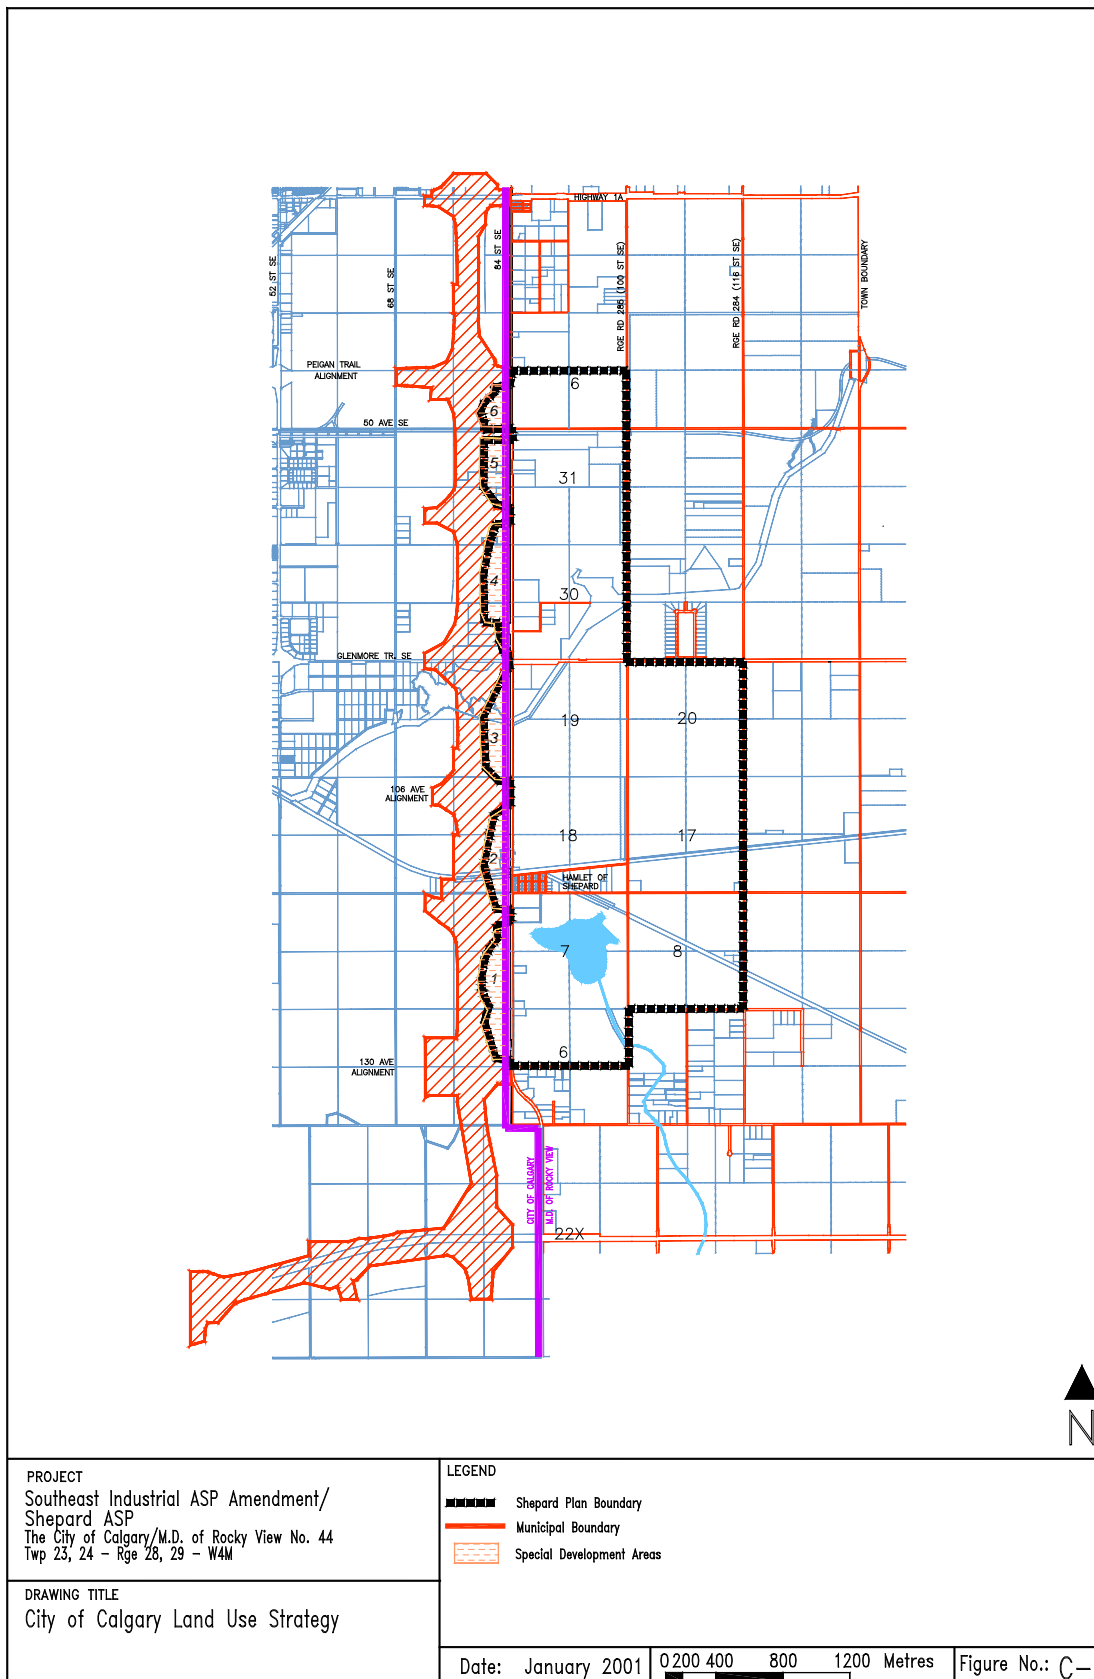 HIGHWAY 1A
52 ST SE
68 ST SE
84 ST SE
RGE RD 285 (100 ST SE)
RGE RD 284 (116 ST SE)
TOWN BOUNDARY
PEIGAN TRAIL
ALIGNMENT
6
6
50 AVE SE
5
31
4
30
GLENMORE TR. SE
3
19
20
106 AVE
ALIGNMENT
18
17
2
HAMLET OF
SHEPARD
7
8
1
6
130 AVE
ALIGNMENT
CITY OF CALGARY
M.D. OF ROCKY VIEW
22X
N
PROJECT
Southeast Industrial ASP Amendment/
Shepard ASP
The City of Calgary/M.D. of Rocky View No. 44
Twp 23, 24 - Rge 28, 29 - W4M
DRAWING TITLE
City of Calgary Land Use Strategy
LEGEND
Shepard Plan Boundary
Municipal Boundary
Special Development Areas
Date: January 2001
0 200 400 800 1200 Metres
Figure No.: C-